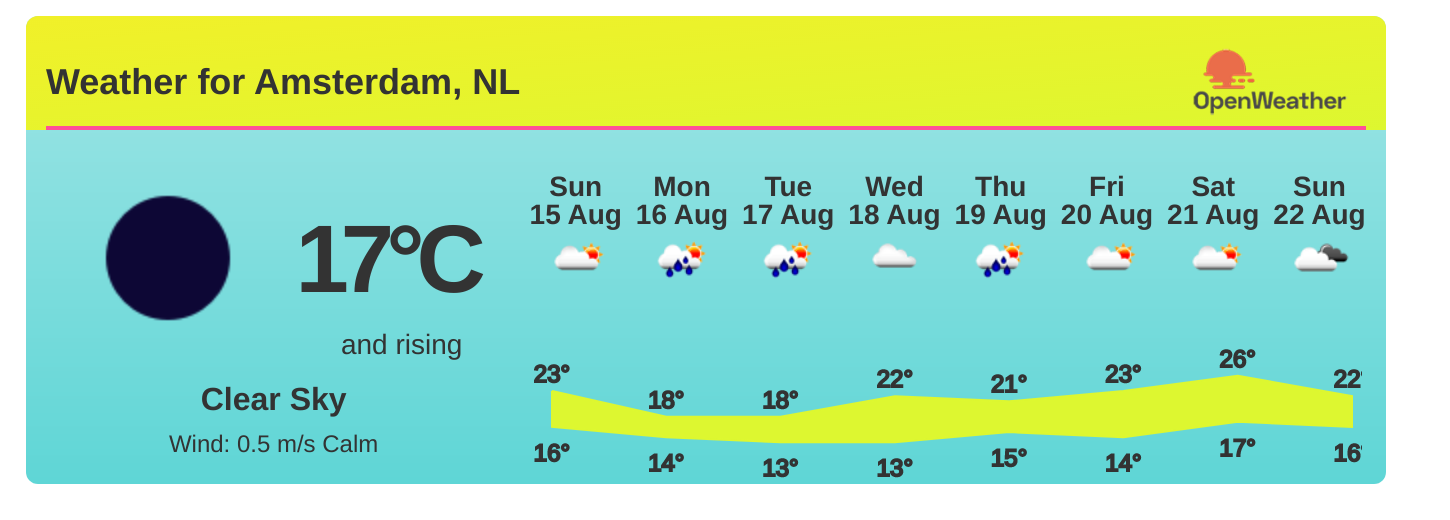 Weather for Amsterdam, NL
OpenWeather
Sun Mon Tue Wed Thu Fri Sat Sun
15 Aug 16 Aug 17 Aug 18 Aug 19 Aug 20 Aug 21 Aug 22 Aug
17°C
and rising
Clear Sky
Wind: 0.5 m/s Calm
23° 18° 18° 22° 21° 23° 26° 22°
16° 14° 13° 13° 15° 14° 17° 16°